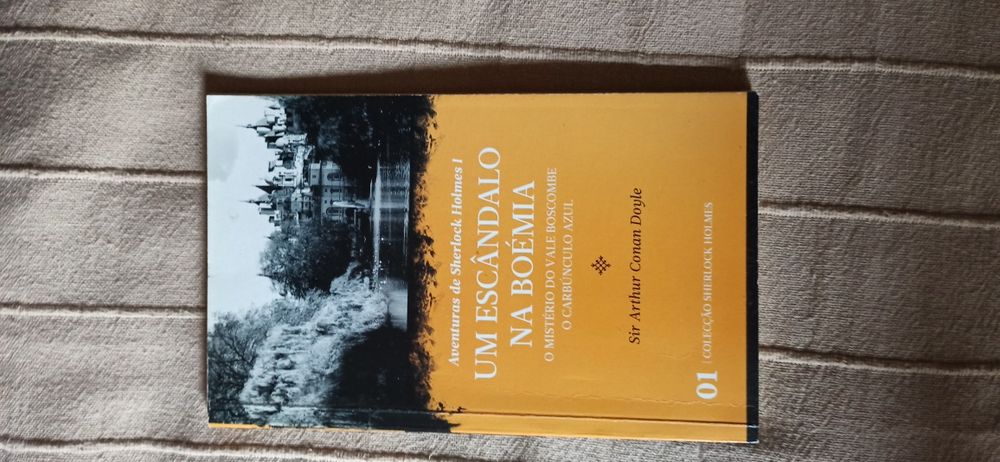 Aventuras de Sherlock Holmes I
UM ESCÂNDALO
NA BOÉMIA
O MISTÉRIO DO VALE BOSCOMBE
O CARBÚNCULO AZUL
Sir Arthur Conan Doyle
01 | COLECÇÃO SHERLOCK HOLMES